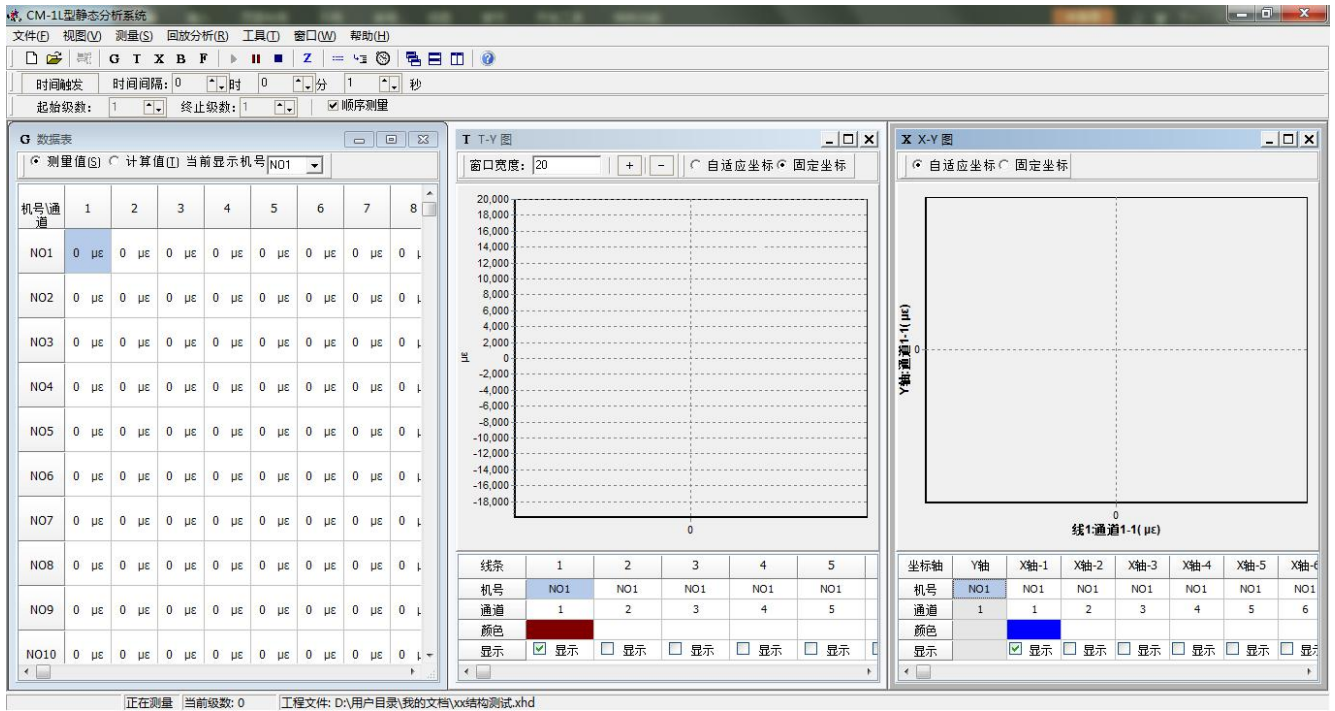 CM-1L型静态分析系统
文件(F) 视图(V) 测量(S) 回放分析(R) 工具(T) 窗口(W) 帮助(H)
G T X B F Z
时间触发 时间间隔: 0 时 0 分 1 秒
起始级数: 1 终止级数: 1 顺序测量
G 数据表
测量值(S) 计算值(T) 当前显示机号 NO1
机号\通道 1 2 3 4 5 6 7 8
NO1 0 με 0 με 0 με 0 με 0 με 0 με 0 με 0
NO2 0 με 0 με 0 με 0 με 0 με 0 με 0 με 0
NO3 0 με 0 με 0 με 0 με 0 με 0 με 0 με 0
NO4 0 με 0 με 0 με 0 με 0 με 0 με 0 με 0
NO5 0 με 0 με 0 με 0 με 0 με 0 με 0 με 0
NO6 0 με 0 με 0 με 0 με 0 με 0 με 0 με 0
NO7 0 με 0 με 0 με 0 με 0 με 0 με 0 με 0
NO8 0 με 0 με 0 με 0 με 0 με 0 με 0 με 0
NO9 0 με 0 με 0 με 0 με 0 με 0 με 0 με 0
NO10 0 με 0 με 0 με 0 με 0 με 0 με 0 με 0
T T-Y 图
窗口宽度: 20 + - 自适应坐标 固定坐标
20,000
18,000
16,000
14,000
12,000
10,000
8,000
6,000
4,000
2,000
0
-2,000
-4,000
-6,000
-8,000
-10,000
-12,000
-14,000
-16,000
-18,000
με
0
线条 1 2 3 4 5
机号 NO1 NO1 NO1 NO1 NO1
通道 1 2 3 4 5
颜色
显示 显示 显示 显示 显示 显示
X X-Y 图
自适应坐标 固定坐标
Y轴:通道1-1( με)
0
0
线1:通道1-1( με)
坐标轴 Y轴 X轴-1 X轴-2 X轴-3 X轴-4 X轴-5 X轴-6
机号 NO1 NO1 NO1 NO1 NO1 NO1 NO1
通道 1 1 2 3 4 5 6
颜色
显示 显示 显示 显示 显示 显示 显示
正在测量 当前级数: 0 工程文件: D:\用户目录\我的文档\xx结构测试.xhd